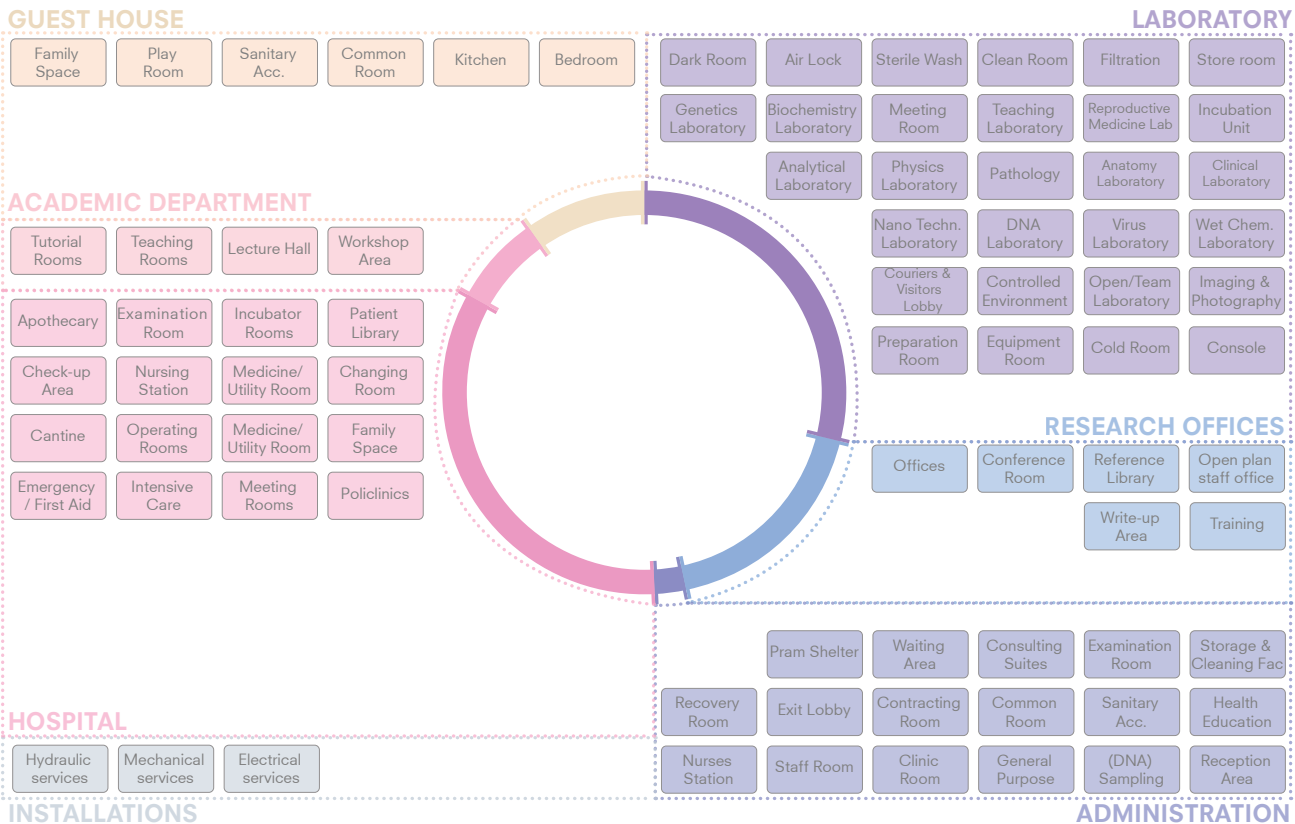 GUEST HOUSE
Family
Space
Play
Room
Sanitary
Acc.
Common
Room
Kitchen
Bedroom
ACADEMIC DEPARTMENT
Tutorial
Rooms
Teaching
Rooms
Lecture Hall
Workshop
Area
Apothecary
Examination
Room
Incubator
Rooms
Patient
Library
Check-up
Area
Nursing
Station
Medicine/
Utility Room
Changing
Room
Cantine
Operating
Rooms
Medicine/
Utility Room
Family
Space
Emergency
/ First Aid
Intensive
Care
Meeting
Rooms
Policlinics
HOSPITAL
Hydraulic
services
Mechanical
services
Electrical
services
INSTALLATIONS
LABORATORY
Dark Room
Air Lock
Sterile Wash
Clean Room
Filtration
Store room
Genetics
Laboratory
Biochemistry
Laboratory
Meeting
Room
Teaching
Laboratory
Reproductive
Medicine Lab
Incubation
Unit
Analytical
Laboratory
Physics
Laboratory
Pathology
Anatomy
Laboratory
Clinical
Laboratory
Nano Techn.
Laboratory
DNA
Laboratory
Virus
Laboratory
Wet Chem.
Laboratory
Couriers &
Visitors
Lobby
Controlled
Environment
Open/Team
Laboratory
Imaging &
Photography
Preparation
Room
Equipment
Room
Cold Room
Console
RESEARCH OFFICES
Offices
Conference
Room
Reference
Library
Open plan
staff office
Write-up
Area
Training
Pram Shelter
Waiting
Area
Consulting
Suites
Examination
Room
Storage &
Cleaning Fac
Recovery
Room
Exit Lobby
Contracting
Room
Common
Room
Sanitary
Acc.
Health
Education
Nurses
Station
Staff Room
Clinic
Room
General
Purpose
(DNA)
Sampling
Reception
Area
ADMINISTRATION